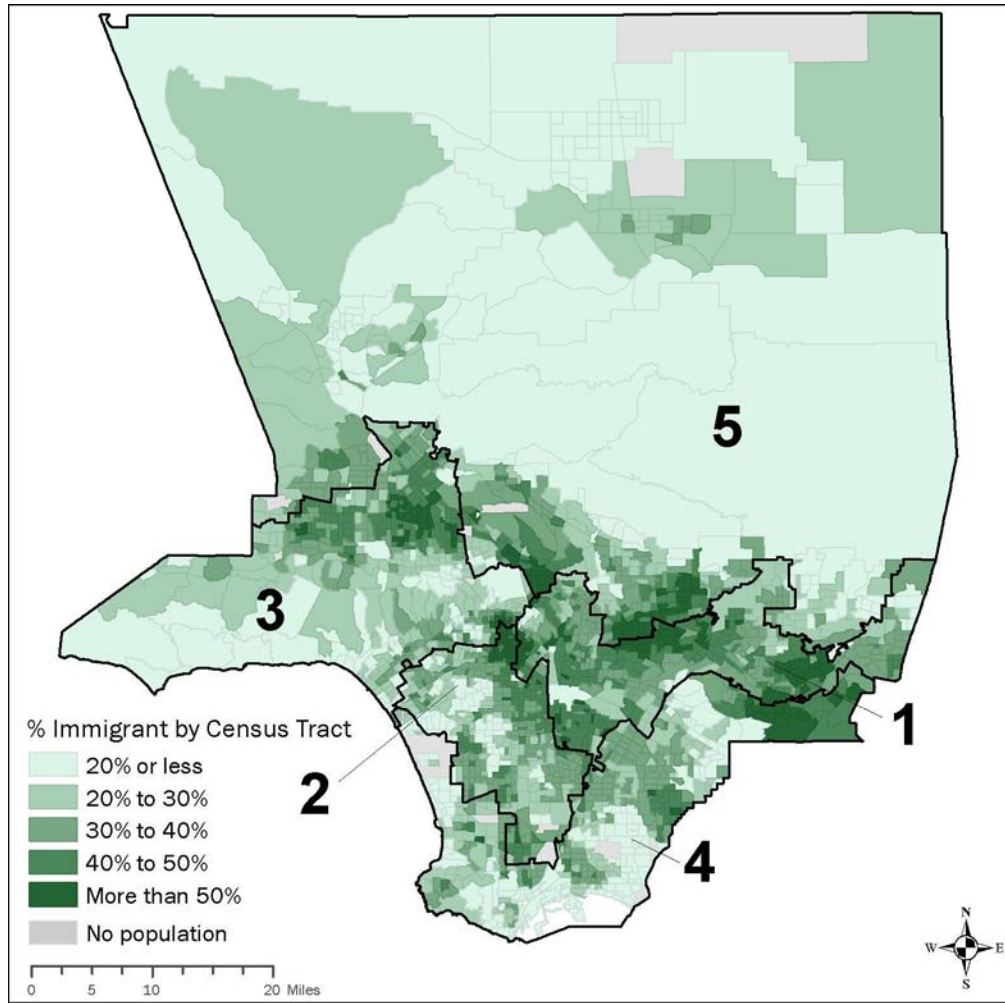 5
3
1
2
4
% Immigrant by Census Tract
20% or less
20% to 30%
30% to 40%
40% to 50%
More than 50%
No population
0 5 10 20 Miles
N
W E
S